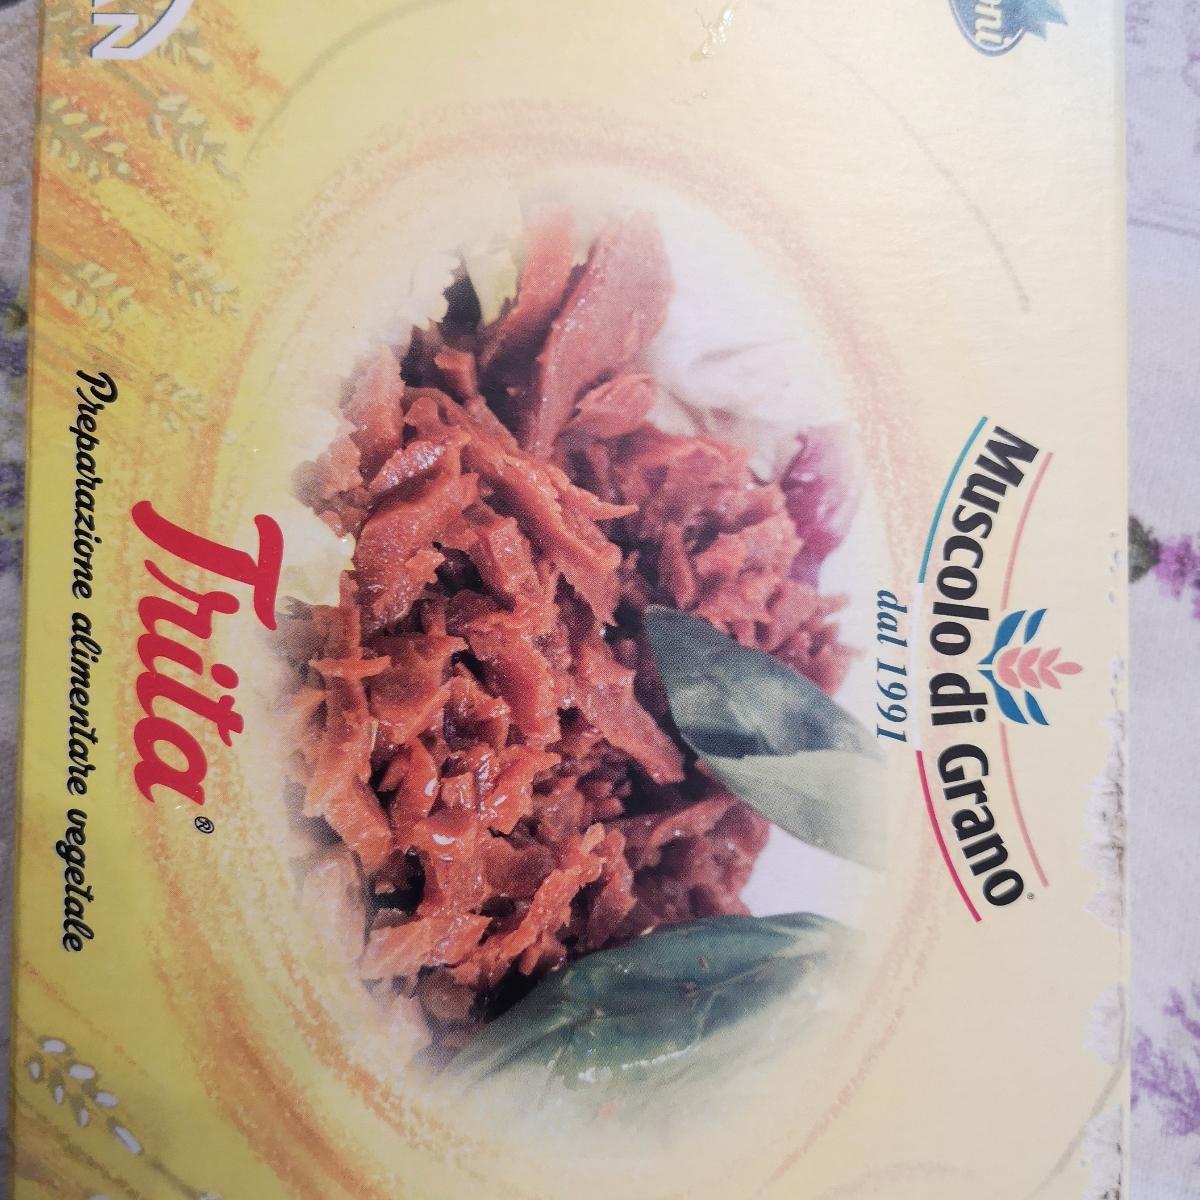 Muscolo di Grano®
dal 1991
Trita®
Preparazione alimentare vegetale